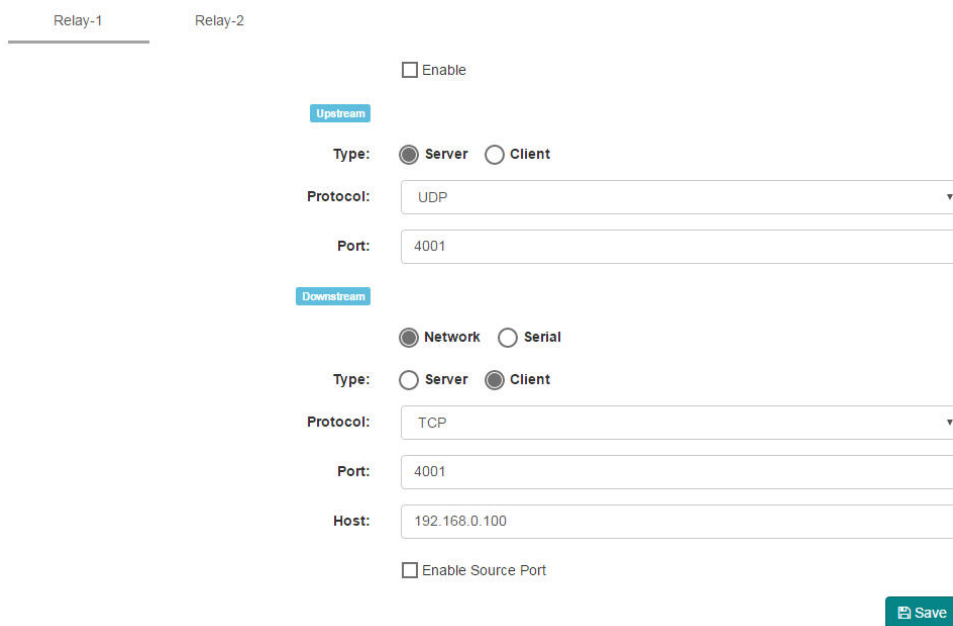 Relay-1 Relay-2
Enable
Upstream
Type: Server Client
Protocol: UDP
Port: 4001
Downstream
Network Serial
Type: Server Client
Protocol: TCP
Port: 4001
Host: 192.168.0.100
Enable Source Port
Save